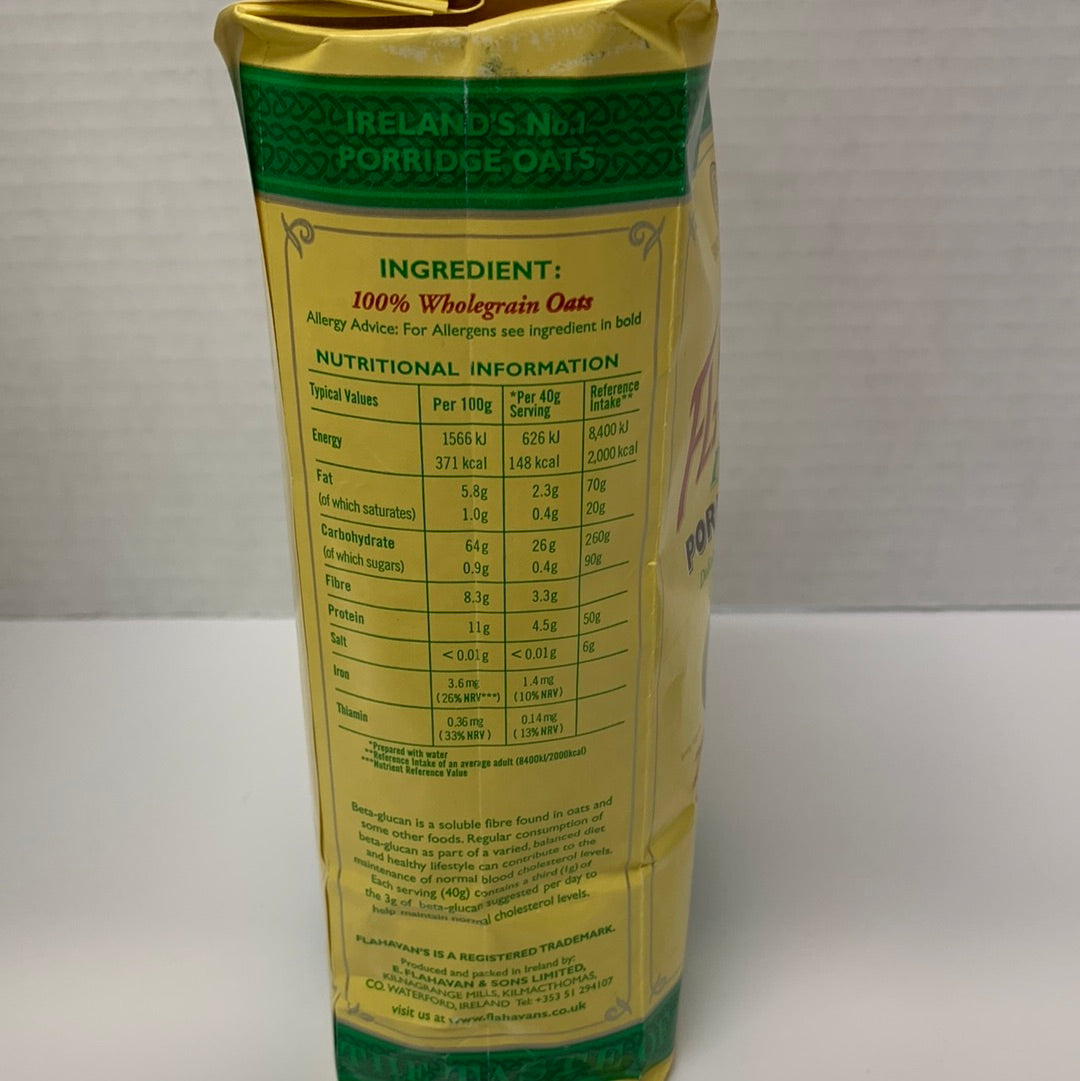 IRELAND'S No.1
PORRIDGE OATS
INGREDIENT:
100% Wholegrain Oats
Allergy Advice: For Allergens see ingredient in bold
NUTRITIONAL INFORMATION
Typical Values Per 100g *Per 40g Serving Reference Intake**
Energy 1566 kJ 626 kJ 8,400 kJ
371 kcal 148 kcal 2,000 kcal
Fat 5.8g 2.3g 70g
(of which saturates) 1.0g 0.4g 20g
Carbohydrate 64g 26g 260g
(of which sugars) 0.9g 0.4g 90g
Fibre 8.3g 3.3g
Protein 11g 4.5g 50g
Salt <0.01g <0.01g 6g
Iron 3.6mg 1.4mg
(26% NRV***) (10% NRV)
Thiamin 0.36mg 0.14mg
(33% NRV) (13% NRV)
*Prepared with water
**Reference Intake of an average adult (8400kJ/2000kcal)
***Nutrient Reference Value
Beta-glucan is a soluble fibre found in oats and
some other foods. Regular consumption of
beta-glucan as part of a varied, balanced diet
and healthy lifestyle can contribute to the
maintenance of normal blood cholesterol levels.
Each serving (40g) contains a third (1g) of
the 3g of beta-glucan suggested per day to
help maintain normal cholesterol levels.
FLAHAVAN'S IS A REGISTERED TRADEMARK.
Produced and packed in Ireland by:
E. FLAHAVAN & SONS LIMITED,
KILNAGRANGE MILLS, KILMACTHOMAS,
CO. WATERFORD, IRELAND Tel: +353 51 294107
visit us at www.flahavans.co.uk
THE TASTE
FL
POR